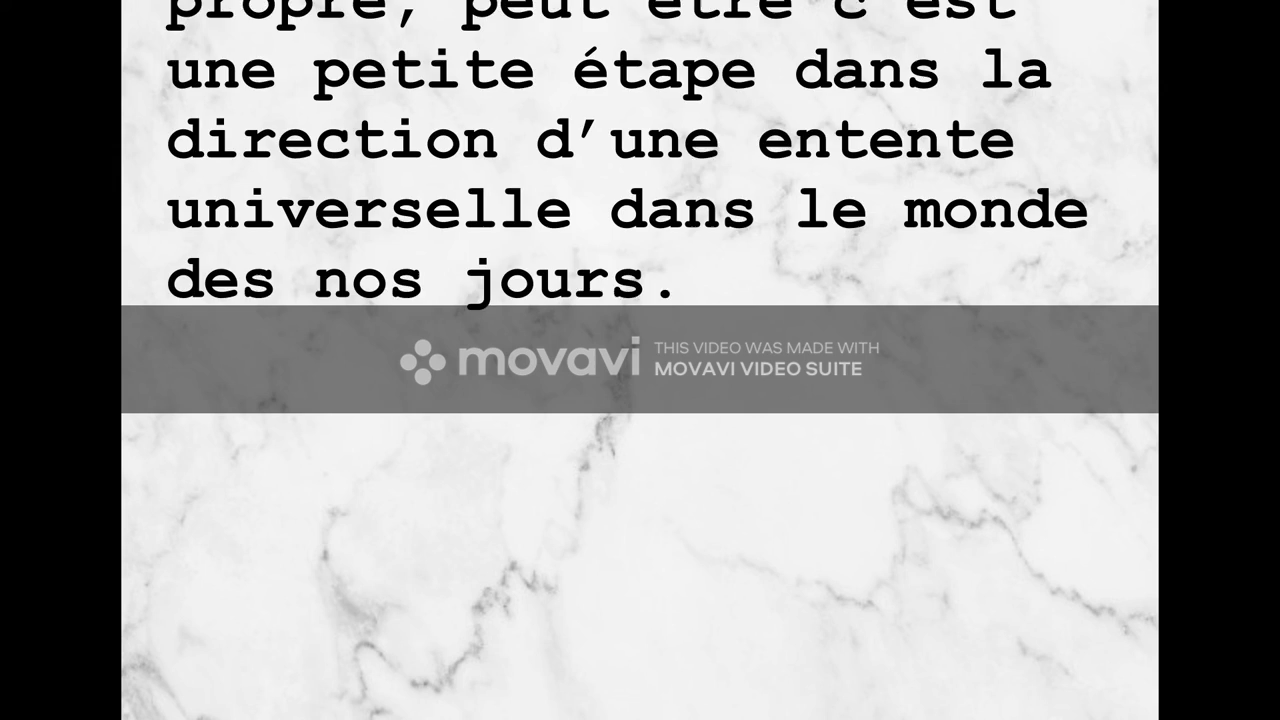 propre, peut être c'est
une petite étape dans la
direction d’une entente
universelle dans le monde
des nos jours.
movavi THIS VIDEO WAS MADE WITH
MOVAVI VIDEO SUITE